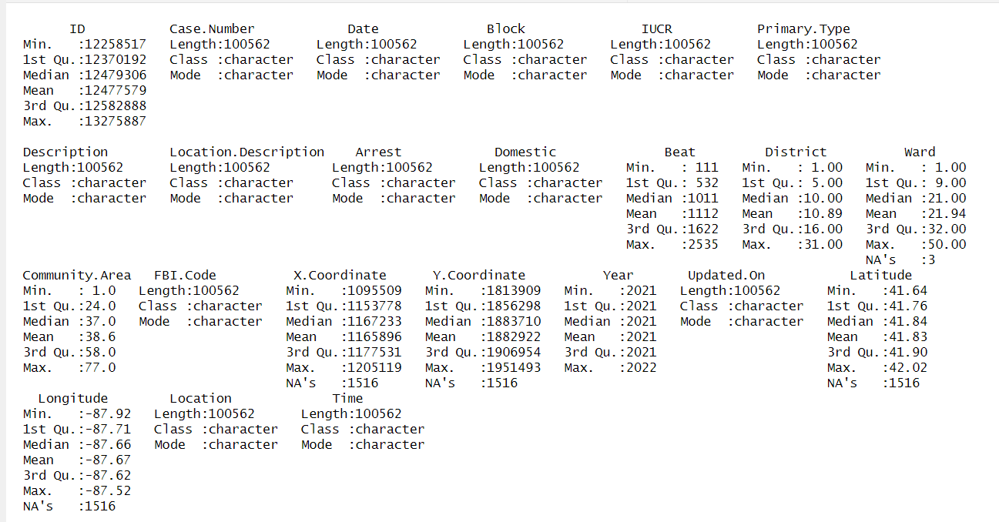 ID Case.Number Date Block IUCR Primary.Type
Min. :12258517 Length:100562 Length:100562 Length:100562 Length:100562 Length:100562
1st Qu.:12370192 Class :character Class :character Class :character Class :character Class :character
Median :12479306 Mode :character Mode :character Mode :character Mode :character Mode :character
Mean :12477579
3rd Qu.:12582888
Max. :13275887
Description Location.Description Arrest Domestic Beat District Ward
Length:100562 Length:100562 Length:100562 Length:100562 Min. : 111 Min. : 1.00 Min. : 1.00
Class :character Class :character Class :character Class :character 1st Qu.: 532 1st Qu.: 5.00 1st Qu.: 9.00
Mode :character Mode :character Mode :character Mode :character Median :1011 Median :10.00 Median :21.00
Mean :1112 Mean :10.89 Mean :21.94
3rd Qu.:1622 3rd Qu.:16.00 3rd Qu.:32.00
Max. :2535 Max. :31.00 Max. :50.00
NA's :3
Community.Area FBI.Code X.Coordinate Y.Coordinate Year Updated.On Latitude
Min. : 1.0 Length:100562 Min. :1095509 Min. :1813909 Min. :2021 Length:100562 Min. :41.64
1st Qu.:24.0 Class :character 1st Qu.:1153778 1st Qu.:1856298 1st Qu.:2021 Class :character 1st Qu.:41.76
Median :37.0 Mode :character Median :1167233 Median :1883710 Median :2021 Mode :character Median :41.84
Mean :38.6 Mean :1165896 Mean :1882922 Mean :2021 Mean :41.83
3rd Qu.:58.0 3rd Qu.:1177531 3rd Qu.:1906954 3rd Qu.:2021 3rd Qu.:41.90
Max. :77.0 Max. :1205119 Max. :1951493 Max. :2022 Max. :42.02
NA's :1516 NA's :1516 NA's :1516
Longitude Location Time
Min. :-87.92 Length:100562 Length:100562
1st Qu.:-87.71 Class :character Class :character
Median :-87.66 Mode :character Mode :character
Mean :-87.67
3rd Qu.:-87.62
Max. :-87.52
NA's :1516